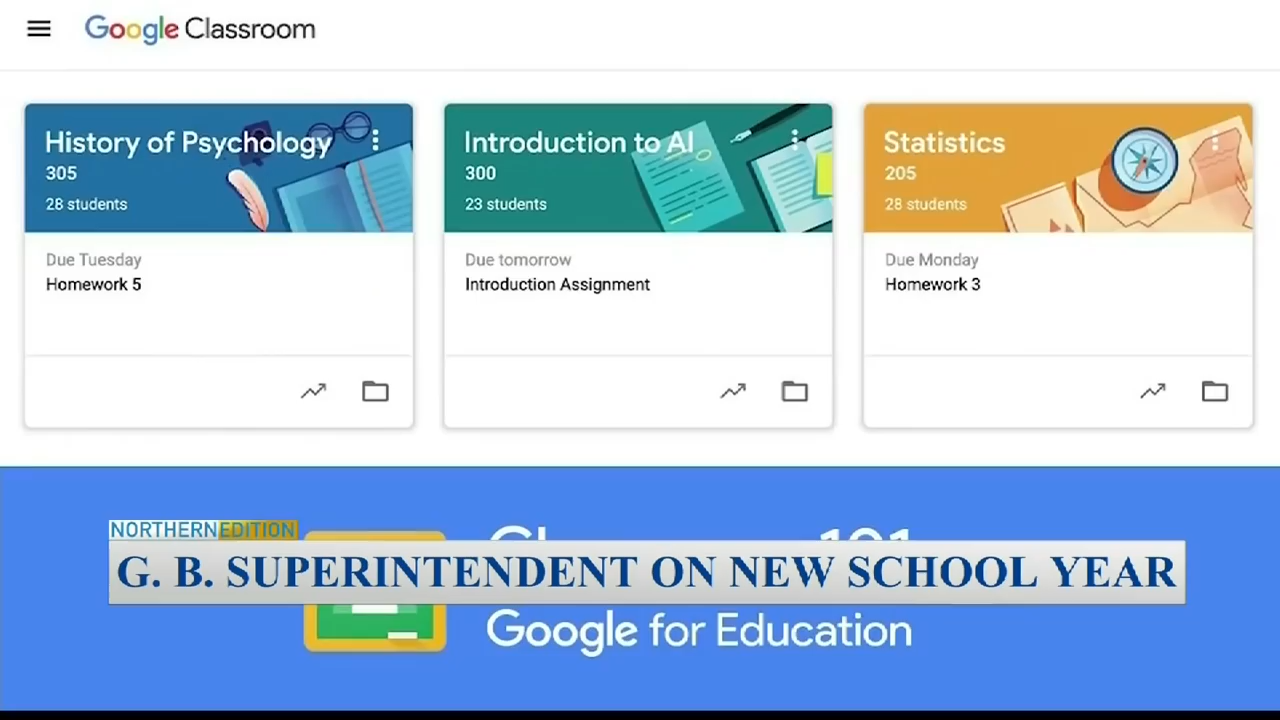 Google Classroom
History of Psychology
305
28 students
Due Tuesday
Homework 5
Introduction to AI
300
23 students
Due tomorrow
Introduction Assignment
Statistics
205
28 students
Due Monday
Homework 3
NORTHERN EDITION
G. B. SUPERINTENDENT ON NEW SCHOOL YEAR
Google for Education